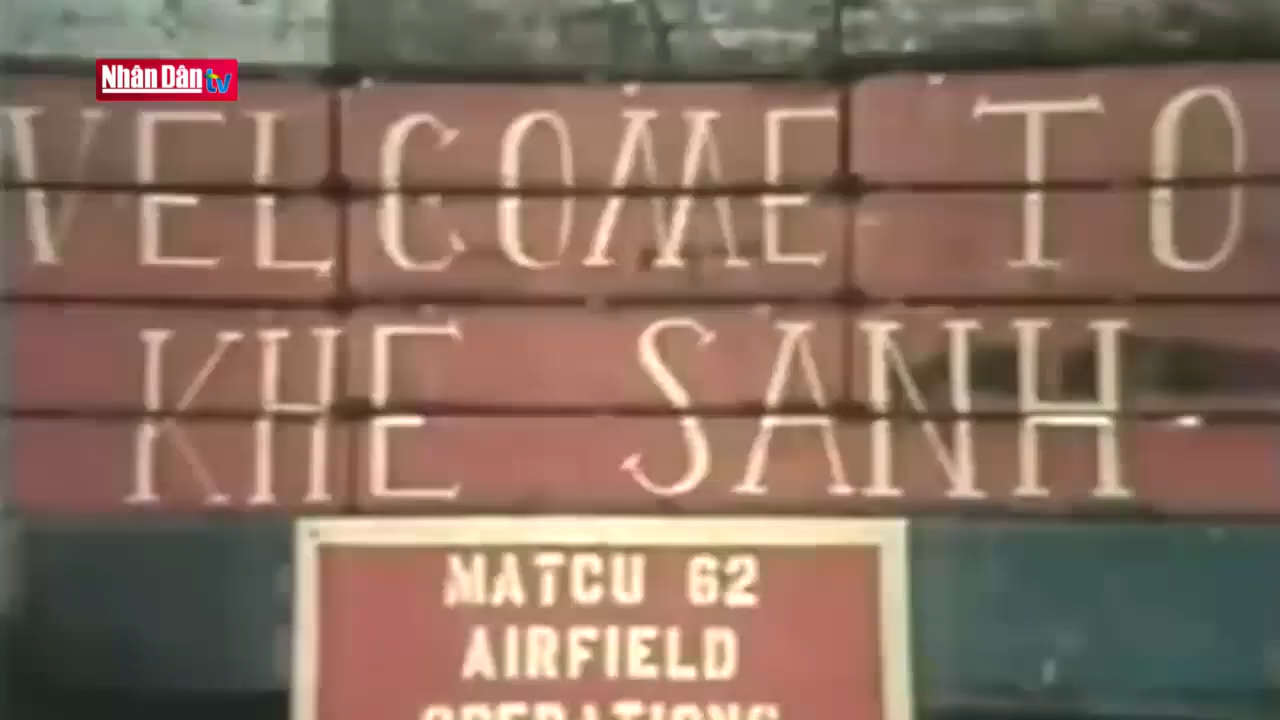 Nhân Dân tv
WELCOME TO
KHE SANH
MATCU 62
AIRFIELD
OPERATIONS